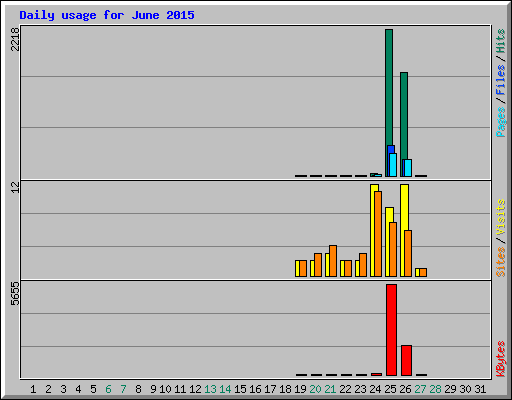 Daily usage for June 2015
2218
Pages/Files/Hits
12
Sites/Visits
5655
KBytes
1 2 3 4 5 6 7 8 9 10 11 12 13 14 15 16 17 18 19 20 21 22 23 24 25 26 27 28 29 30 31